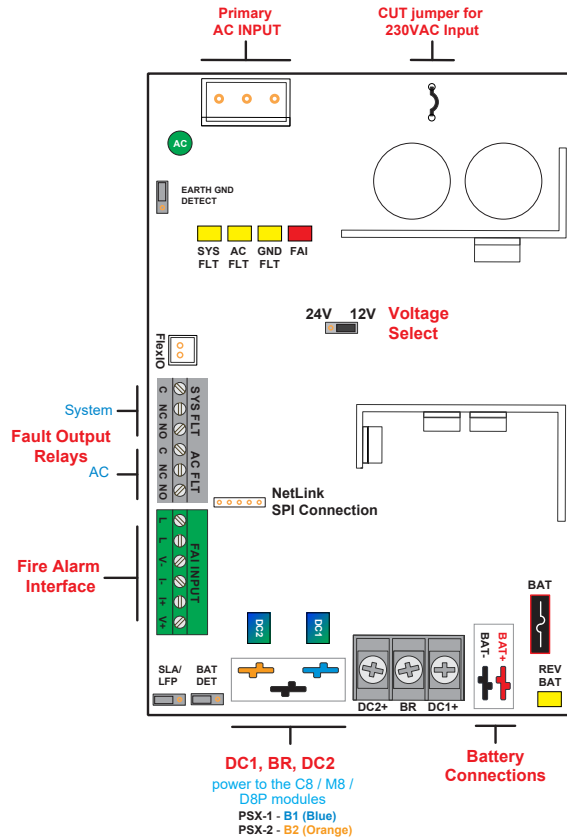 Primary
AC INPUT
CUT jumper for
230VAC Input
AC
EARTH GND
DETECT
SYS
FLT
AC
FLT
GND
FLT
FAI
24V 12V
Voltage
Select
FlexIO
System
Fault Output
Relays
AC
C
NC
NO
SYS FLT
C
NC
NO
AC FLT
NetLink
SPI Connection
Fire Alarm
Interface
L
L
V-
I-
I+
V+
FAI INPUT
BAT
DC2
DC1
BAT-
BAT+
SLA/
LFP
BAT
DET
REV
BAT
DC2+ BR DC1+
DC1, BR, DC2
power to the C8 / M8 /
D8P modules
PSX-1 - B1 (Blue)
PSX-2 - B2 (Orange)
Battery
Connections